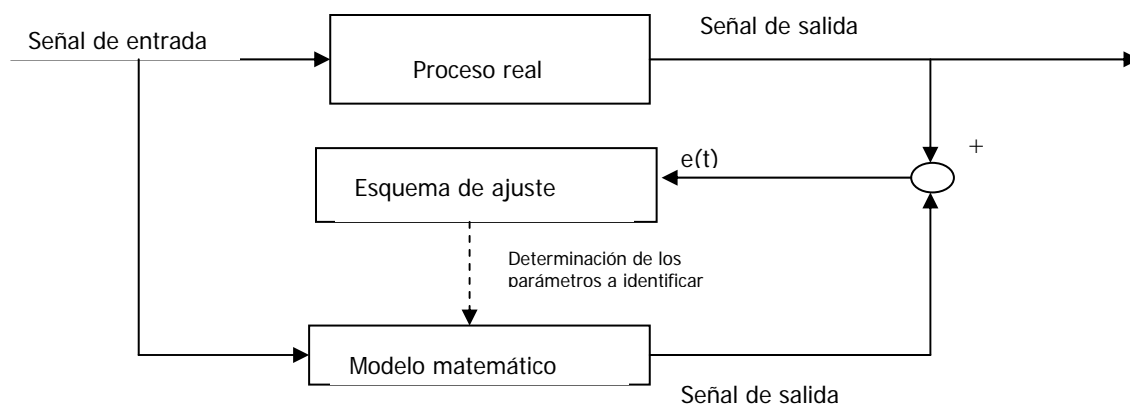 Señal de entrada
Señal de salida
Proceso real
+
e(t)
Esquema de ajuste
Determinación de los
parámetros a identificar
Modelo matemático
Señal de salida